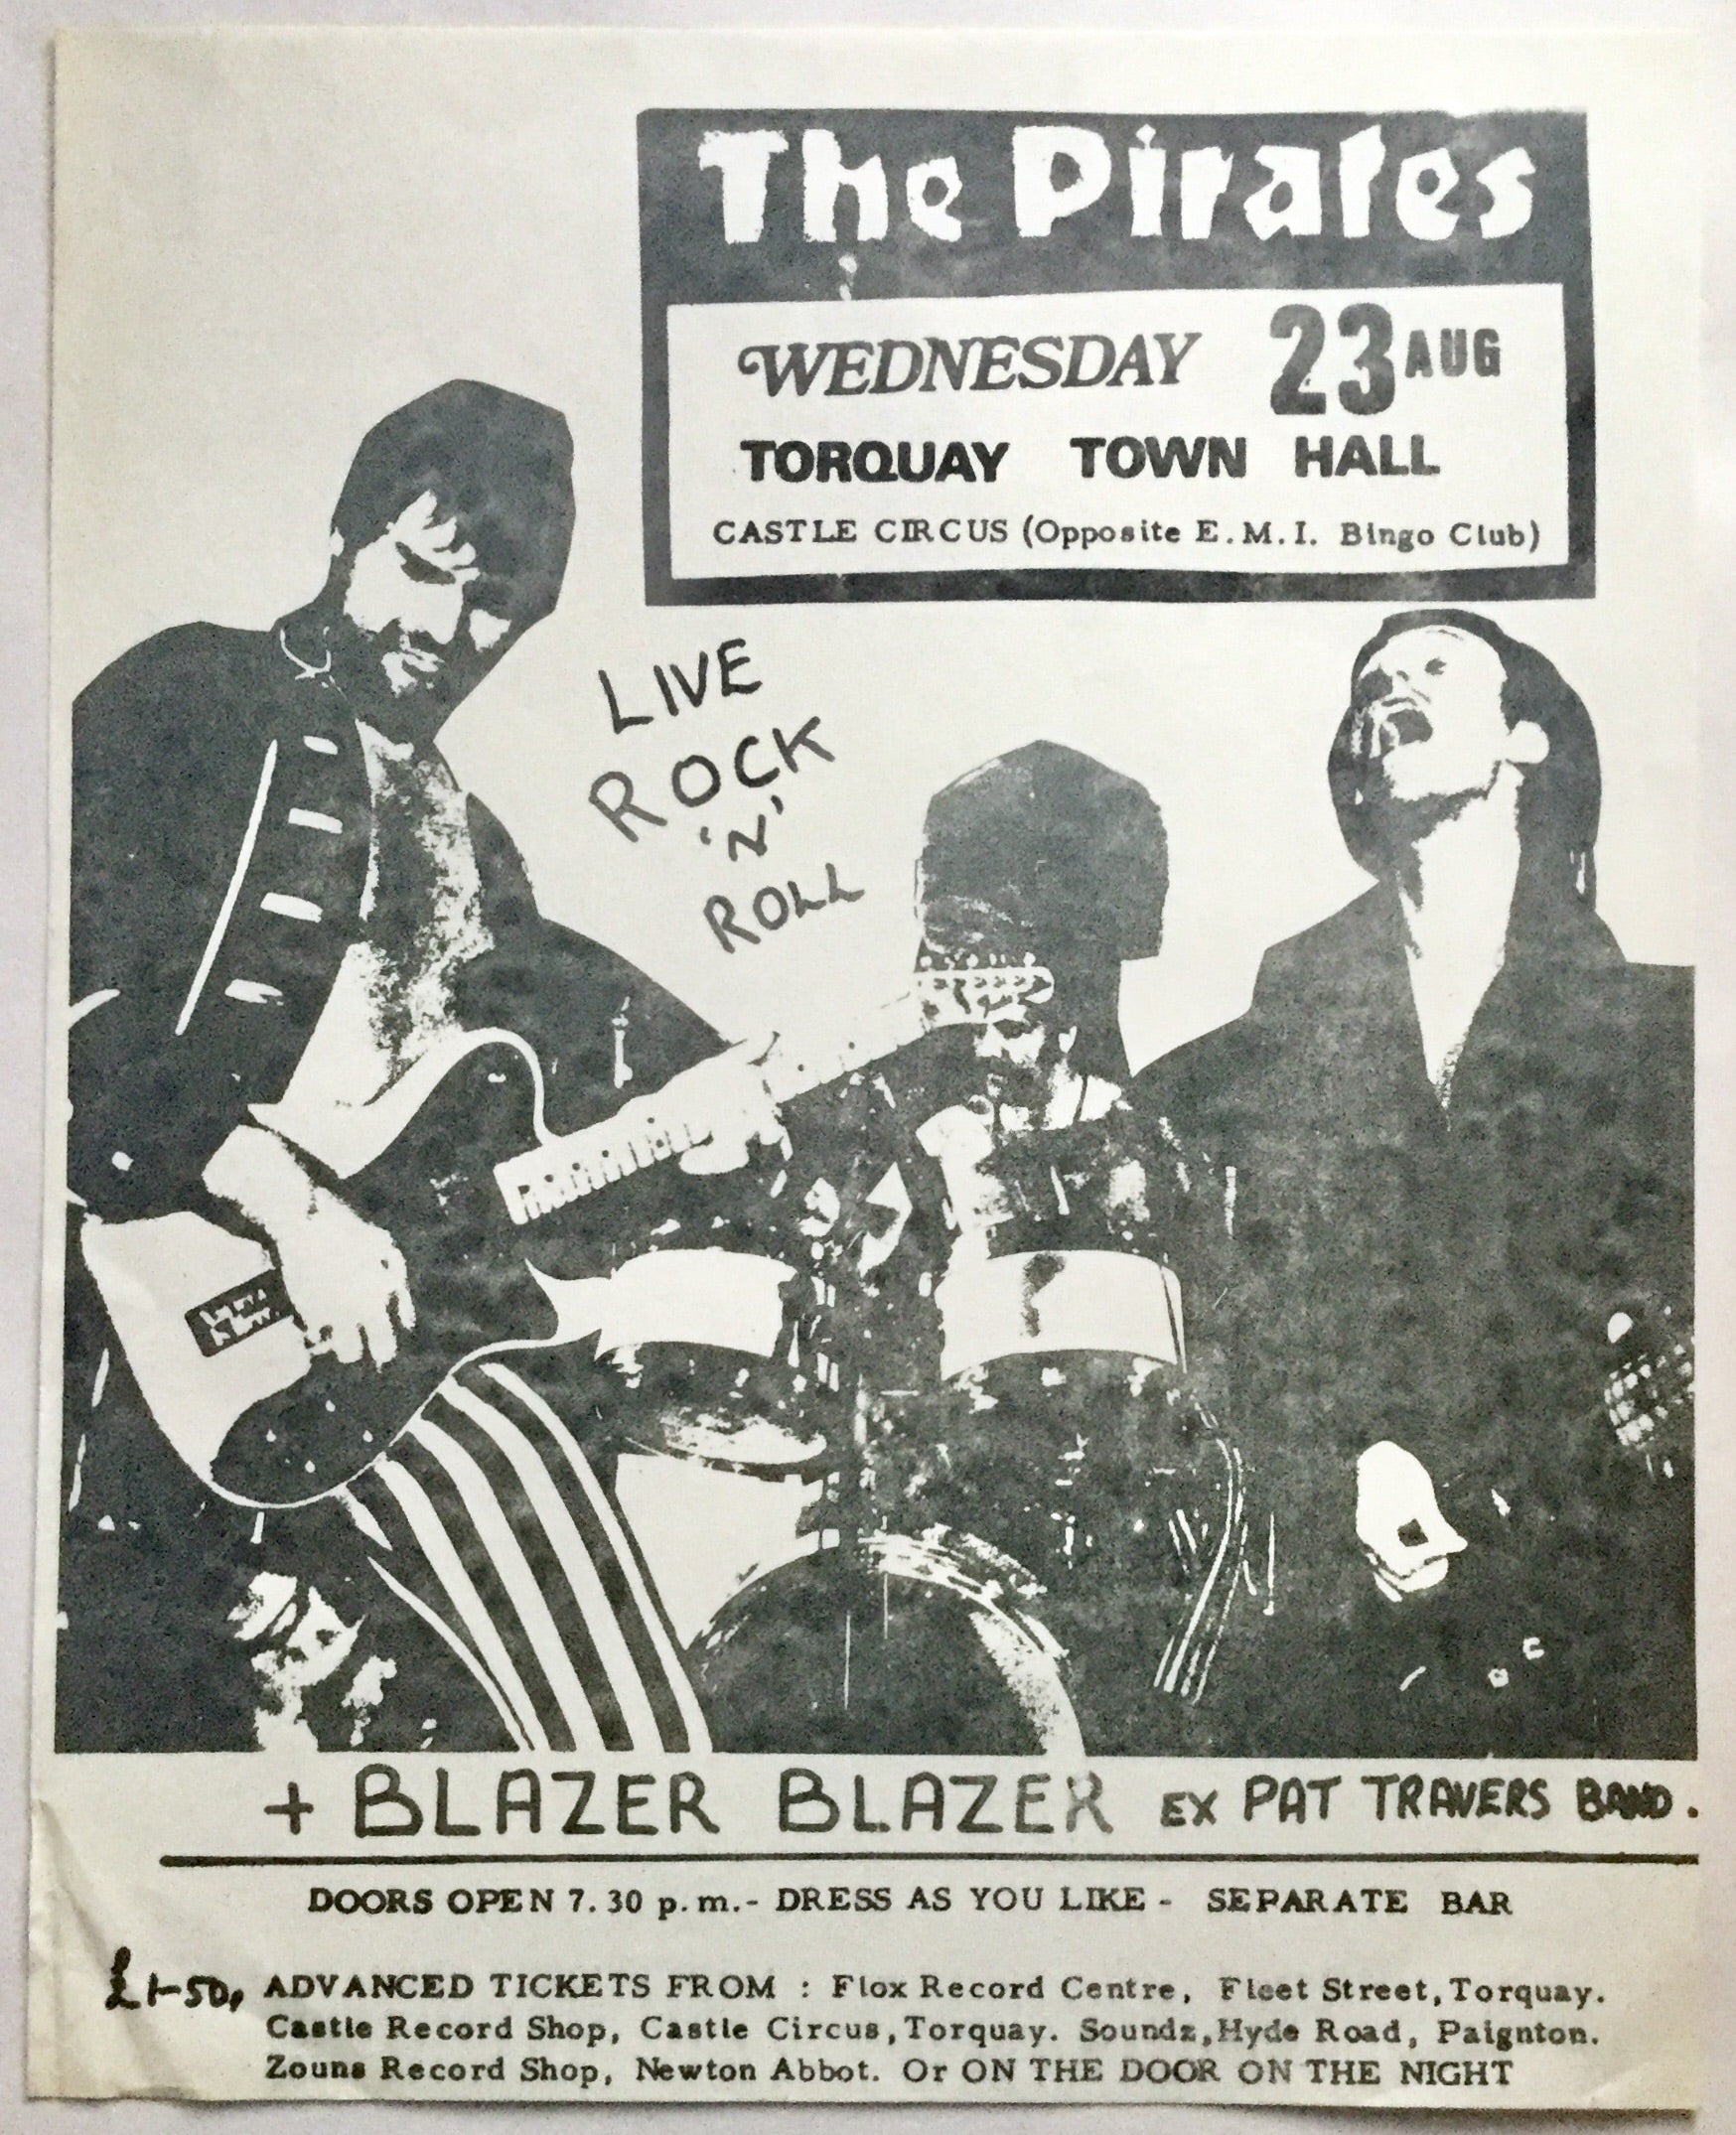 The Pirates
WEDNESDAY 23 AUG
TORQUAY TOWN HALL
CASTLE CIRCUS (Opposite E.M.I. Bingo Club)
LIVE
ROCK
'N'
ROLL
+ BLAZER BLAZER EX PAT TRAVERS BAND.
DOORS OPEN 7.30 p.m.- DRESS AS YOU LIKE - SEPARATE BAR
£1-50, ADVANCED TICKETS FROM : Flox Record Centre, Fleet Street, Torquay.
Castle Record Shop, Castle Circus, Torquay. Soundz, Hyde Road, Paignton.
Zouns Record Shop, Newton Abbot. Or ON THE DOOR ON THE NIGHT